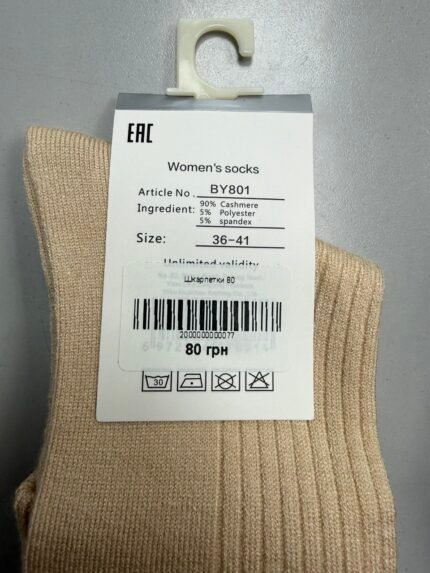 EAC
Women's socks
Article No. BY801
Ingredient: 90% Cashmere
5% Polyester
5% spandex
Size: 36-41
Unlimited validity
Шкарпетки 80
2000000000077
80 грн
30